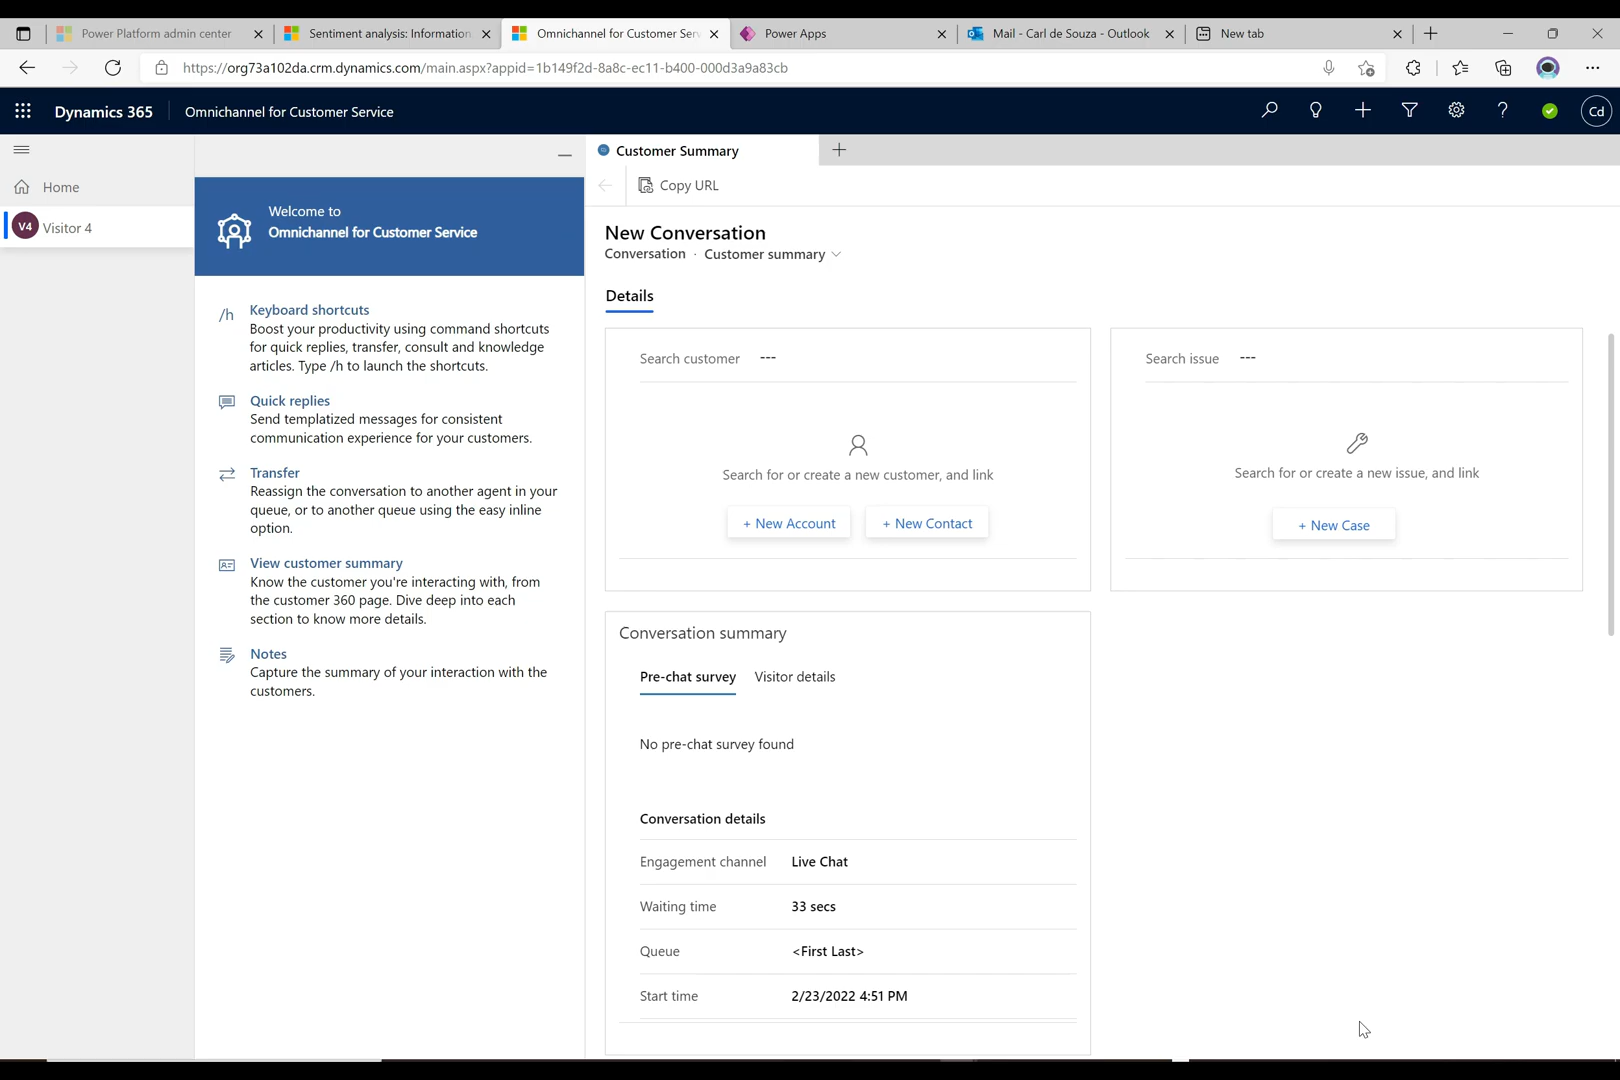 Power Platform admin center
Sentiment analysis: Information
Omnichannel for Customer Serv
Power Apps
Mail - Carl de Souza - Outlook
New tab
https://org73a102da.crm.dynamics.com/main.aspx?appid=1b149f2d-8a8c-ec11-b400-000d3a9a83cb
Dynamics 365
Omnichannel for Customer Service
Cd
Home
V4 Visitor 4
Welcome to
Omnichannel for Customer Service
/h Keyboard shortcuts
Boost your productivity using command shortcuts
for quick replies, transfer, consult and knowledge
articles. Type /h to launch the shortcuts.
Quick replies
Send templatized messages for consistent
communication experience for your customers.
Transfer
Reassign the conversation to another agent in your
queue, or to another queue using the easy inline
option.
View customer summary
Know the customer you're interacting with, from
the customer 360 page. Dive deep into each
section to know more details.
Notes
Capture the summary of your interaction with the
customers.
Customer Summary
Copy URL
New Conversation
Conversation · Customer summary
Details
Search customer ---
Search for or create a new customer, and link
+ New Account + New Contact
Search issue ---
Search for or create a new issue, and link
+ New Case
Conversation summary
Pre-chat survey Visitor details
No pre-chat survey found
Conversation details
Engagement channel Live Chat
Waiting time 33 secs
Queue <First Last>
Start time 2/23/2022 4:51 PM